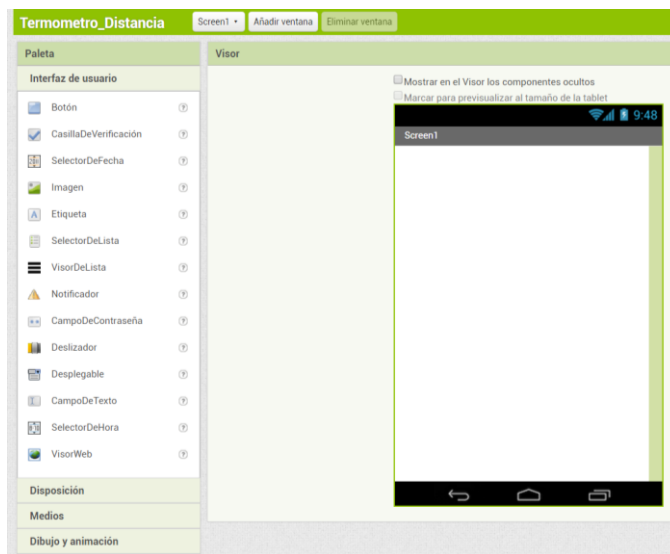 Termometro_Distancia
Screen1
Añadir ventana
Eliminar ventana
Paleta
Interfaz de usuario
Botón
CasillaDeVerificación
SelectorDeFecha
Imagen
Etiqueta
SelectorDeLista
VisorDeLista
Notificador
CampoDeContraseña
Deslizador
Desplegable
CampoDeTexto
SelectorDeHora
VisorWeb
Disposición
Medios
Dibujo y animación
Visor
Mostrar en el Visor los componentes ocultos
Marcar para previsualizar al tamaño de la tablet
9:48
Screen1